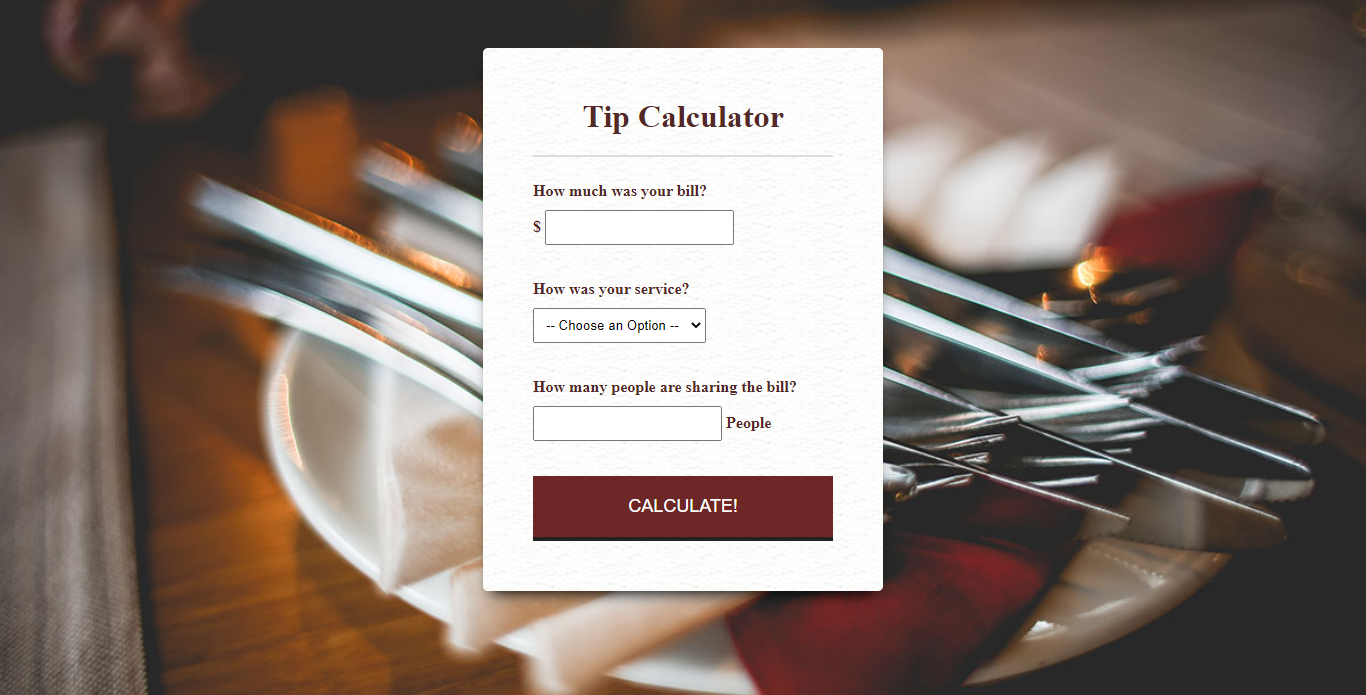 Tip Calculator
How much was your bill?
$
How was your service?
-- Choose an Option --
How many people are sharing the bill?
People
CALCULATE!